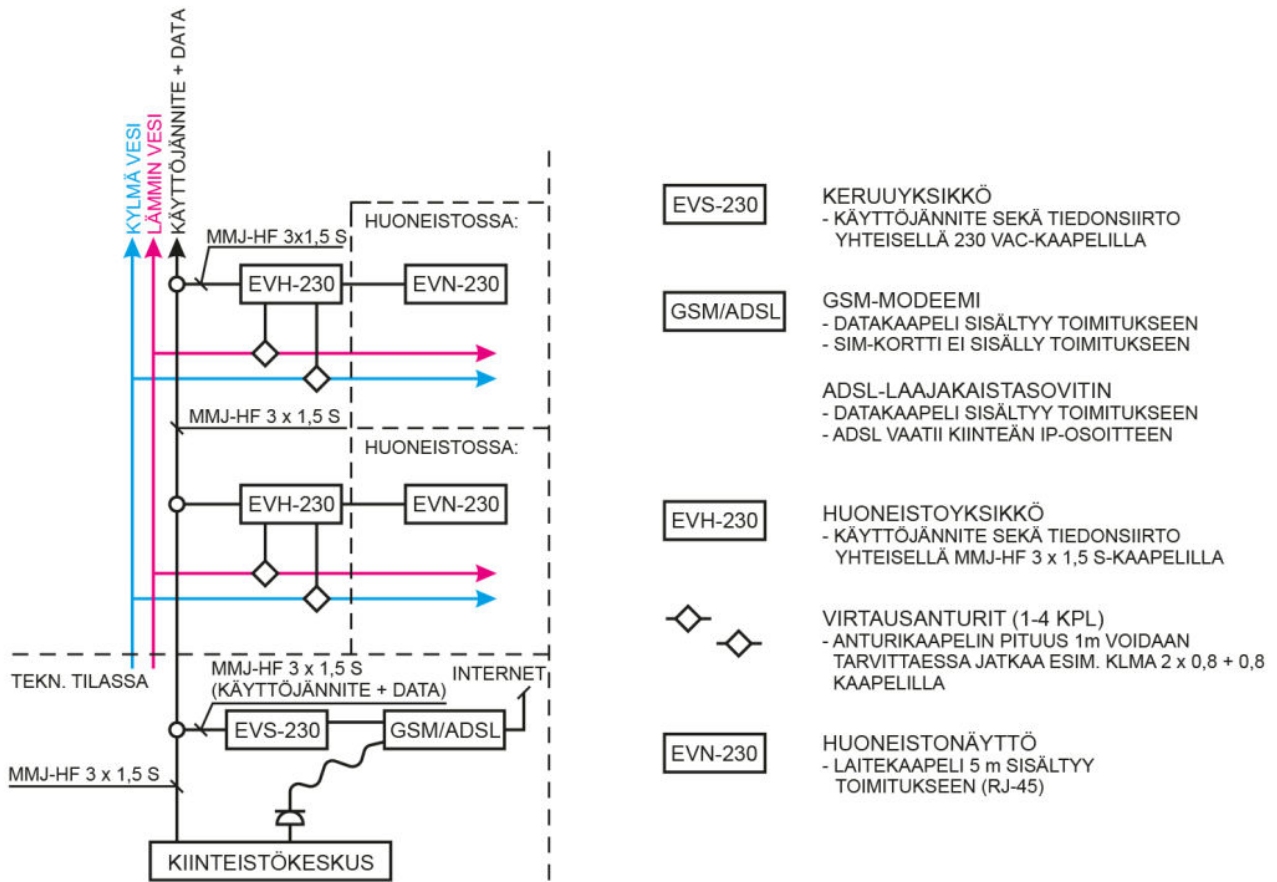 KYLMÄ VESI
LÄMMIN VESI
KÄYTTÖJÄNNITE + DATA
MMJ-HF 3x1,5 S
HUONEISTOSSA:
EVH-230
EVN-230
MMJ-HF 3 x 1,5 S
HUONEISTOSSA:
EVH-230
EVN-230
TEKN. TILASSA
MMJ-HF 3 x 1,5 S
(KÄYTTÖJÄNNITE + DATA)
INTERNET
EVS-230
GSM/ADSL
MMJ-HF 3 x 1,5 S
KIINTEISTÖKESKUS
EVS-230
KERUUYKSIKKÖ
- KÄYTTÖJÄNNITE SEKÄ TIEDONSIIRTO
YHTEISELLÄ 230 VAC-KAAPELILLA
GSM/ADSL
GSM-MODEEMI
- DATAKAAPELI SISÄLTYY TOIMITUKSEEN
- SIM-KORTTI EI SISÄLLY TOIMITUKSEEN
ADSL-LAAJAKAISTASOVITIN
- DATAKAAPELI SISÄLTYY TOIMITUKSEEN
- ADSL VAATII KIINTEÄN IP-OSOITTEEN
EVH-230
HUONEISTOYKSIKKÖ
- KÄYTTÖJÄNNITE SEKÄ TIEDONSIIRTO
YHTEISELLÄ MMJ-HF 3 x 1,5 S-KAAPELILLA
VIRTAUSANTURIT (1-4 KPL)
- ANTURIKAAPELIN PITUUS 1m VOIDAAN
TARVITTAESSA JATKAA ESIM. KLMA 2 x 0,8 + 0,8
KAAPELILLA
EVN-230
HUONEISTONÄYTTÖ
- LAITEKAAPELI 5 m SISÄLTYY
TOIMITUKSEEN (RJ-45)